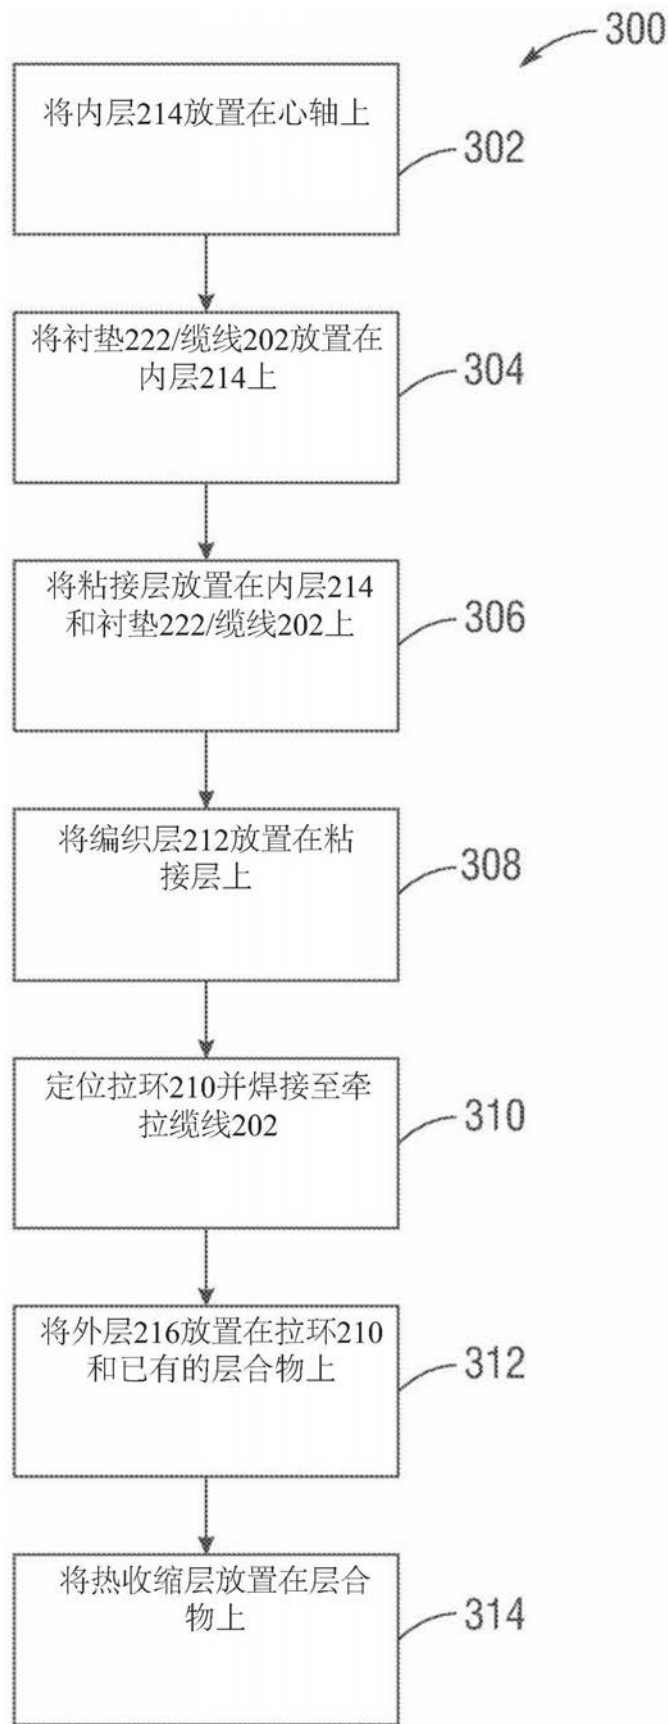 300
将内层214放置在心轴上
302
将衬垫222/缆线202放置在
内层214上
304
将粘接层放置在内层214
和衬垫222/缆线202上
306
将编织层212放置在粘
接层上
308
定位拉环210并焊接至牵
拉缆线202
310
将外层216放置在拉环210
和已有的层合物上
312
将热收缩层放置在层合
物上
314